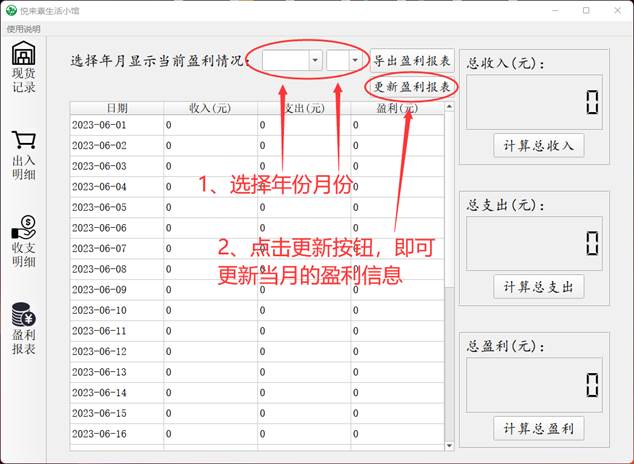 悦来寨生活小馆
使用说明
现货
记录
出入
明细
收支
明细
盈利
报表
选择年月显示当前盈利情况:
导出盈利报表
更新盈利报表
日期 收入(元) 支出(元) 盈利(元)
2023-06-01 0 0 0
2023-06-02 0 0 0
2023-06-03 0 0 0
2023-06-04 0 0 0
2023-06-05 0 0 0
2023-06-06 0 0 0
2023-06-07 0 0 0
2023-06-08 0 0 0
2023-06-09 0 0 0
2023-06-10 0 0 0
2023-06-11 0 0 0
2023-06-12 0 0 0
2023-06-13 0 0 0
2023-06-14 0 0 0
2023-06-15 0 0 0
2023-06-16 0 0 0
1、选择年份月份
2、点击更新按钮，即可
更新当月的盈利信息
总收入(元):
0
计算总收入
总支出(元):
0
计算总支出
总盈利(元):
0
计算总盈利